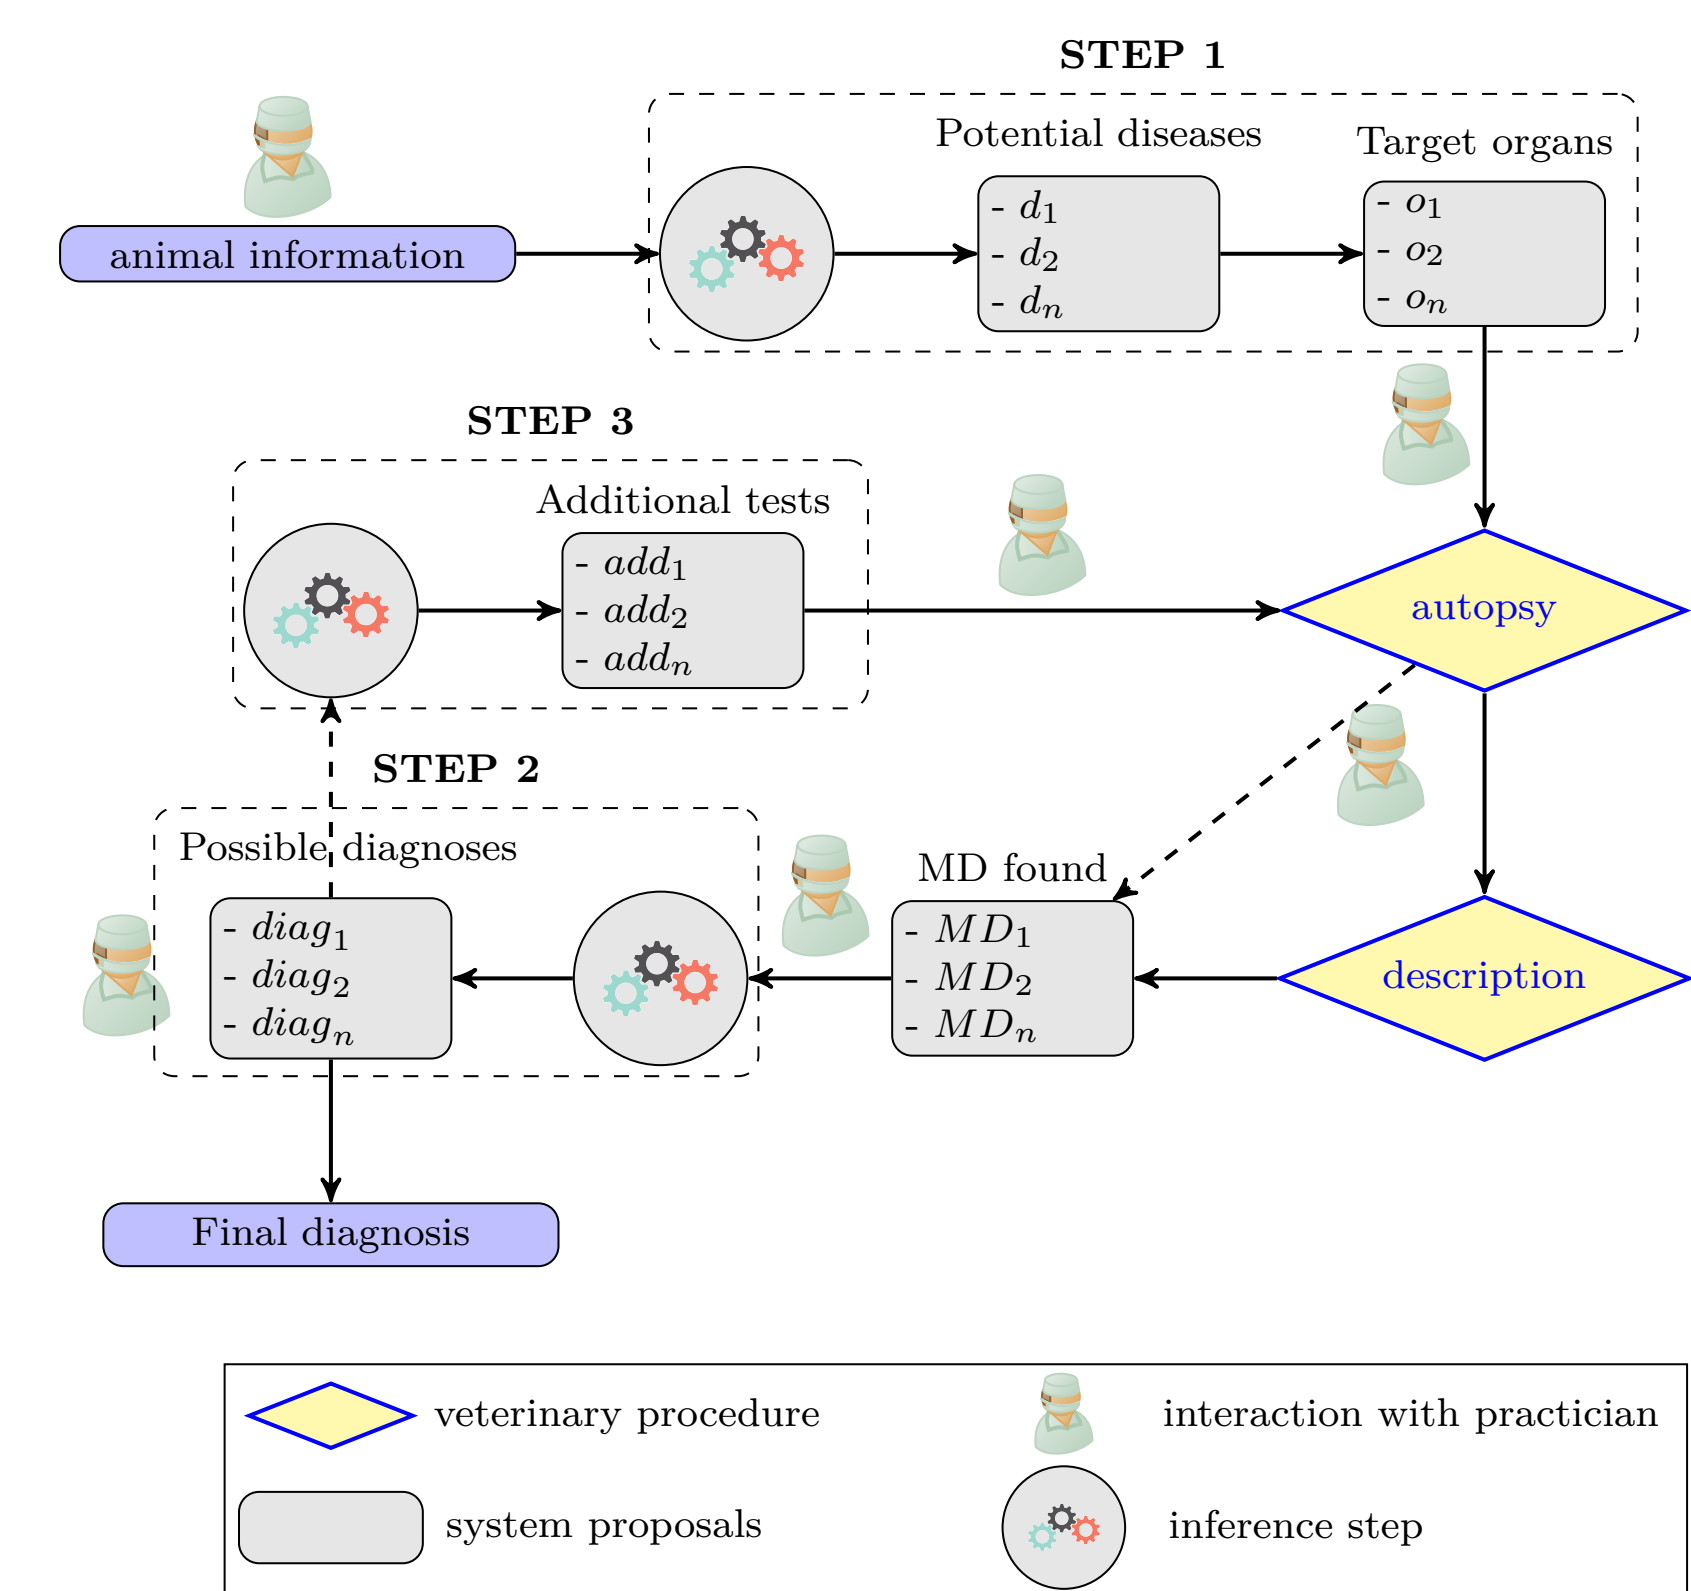 STEP 1
Potential diseases
Target organs
animal information
- d1
- d2
- dn
- o1
- o2
- on
STEP 3
Additional tests
- add1
- add2
- addn
autopsy
STEP 2
Possible diagnoses
- diag1
- diag2
- diagn
MD found
- MD1
- MD2
- MDn
description
Final diagnosis
veterinary procedure
interaction with practician
system proposals
inference step